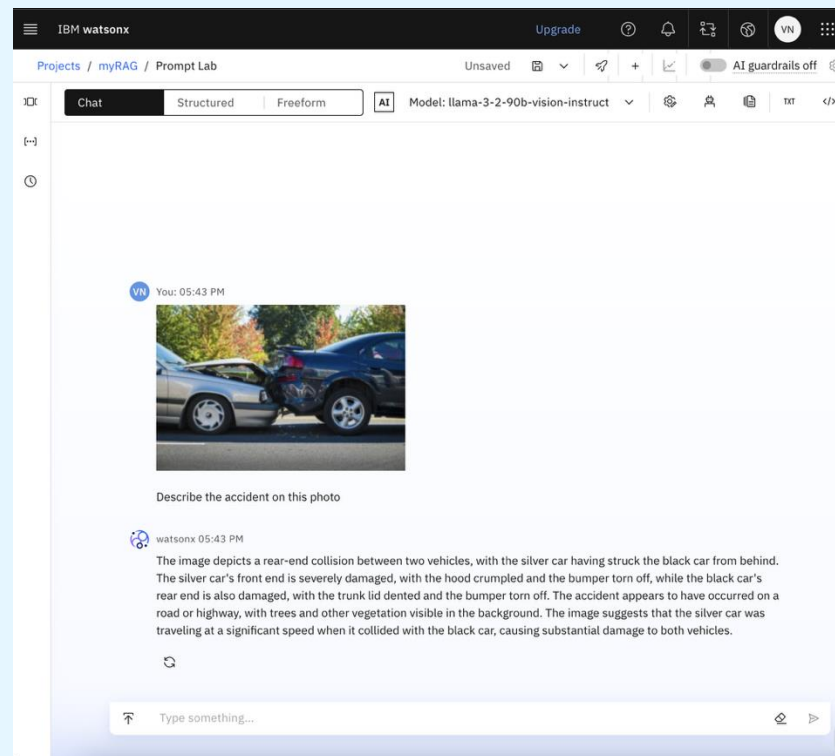 IBM watsonx
Upgrade
VN
Projects / myRAG / Prompt Lab
Unsaved
AI guardrails off
Chat
Structured
Freeform
AI
Model: llama-3-2-90b-vision-instruct
TXT
</>
VN
You: 05:43 PM
Describe the accident on this photo
watsonx 05:43 PM
The image depicts a rear-end collision between two vehicles, with the silver car having struck the black car from behind.
The silver car's front end is severely damaged, with the hood crumpled and the bumper torn off, while the black car's
rear end is also damaged, with the trunk lid dented and the bumper torn off. The accident appears to have occurred on a
road or highway, with trees and other vegetation visible in the background. The image suggests that the silver car was
traveling at a significant speed when it collided with the black car, causing substantial damage to both vehicles.
Type something...